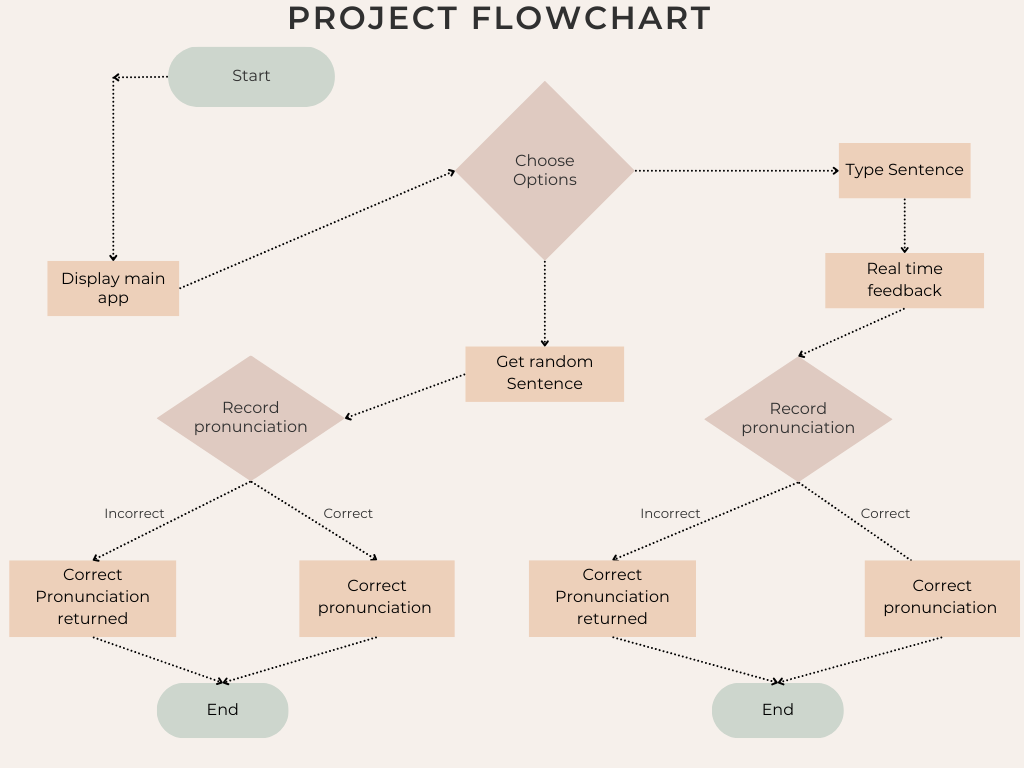 PROJECT FLOWCHART
Start
Choose
Options
Type Sentence
Display main
app
Real time
feedback
Get random
Sentence
Record
pronunciation
Record
pronunciation
Incorrect
Correct
Incorrect
Correct
Correct
Pronunciation
returned
Correct
pronunciation
Correct
Pronunciation
returned
Correct
pronunciation
End
End